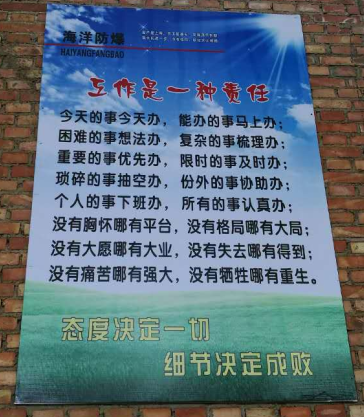 海洋防爆
HAIYANGFANGBAO
工作是一种责任
今天的事今天办，能办的事马上办；
困难的事想法办，复杂的事梳理办；
重要的事优先办，限时的事及时办；
琐碎的事抽空办，份外的事协助办；
个人的事下班办，所有的事认真办；
没有胸怀哪有平台，没有格局哪有大局；
没有大愿哪有大业，没有失去哪有得到；
没有痛苦哪有强大，没有牺牲哪有重生。
态度决定一切
细节决定成败